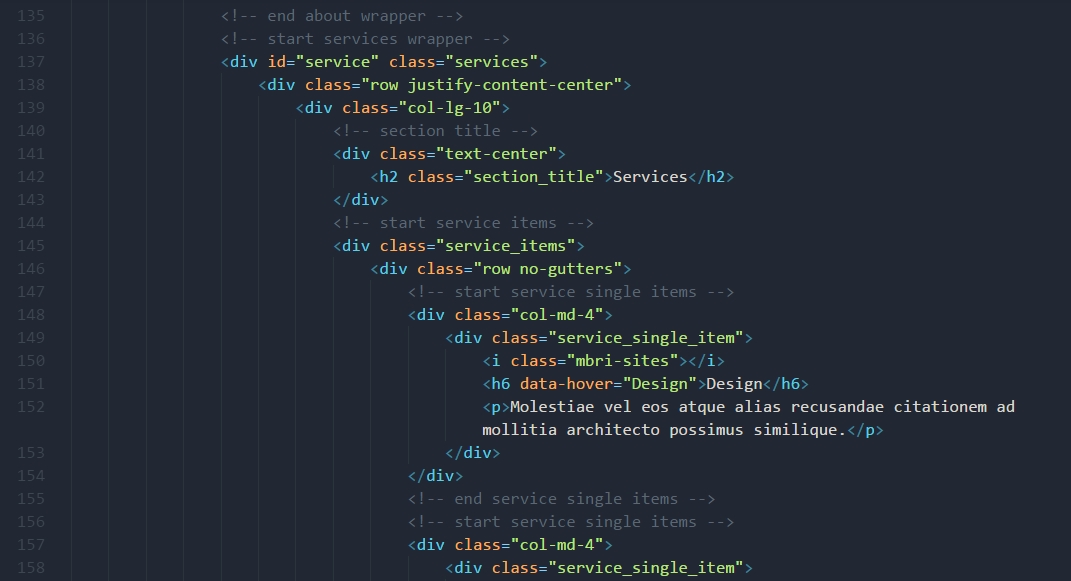 135 <!-- end about wrapper -->
136 <!-- start services wrapper -->
137 <div id="service" class="services">
138 <div class="row justify-content-center">
139 <div class="col-lg-10">
140 <!-- section title -->
141 <div class="text-center">
142 <h2 class="section_title">Services</h2>
143 </div>
144 <!-- start service items -->
145 <div class="service_items">
146 <div class="row no-gutters">
147 <!-- start service single items -->
148 <div class="col-md-4">
149 <div class="service_single_item">
150 <i class="mbri-sites"></i>
151 <h6 data-hover="Design">Design</h6>
152 <p>Molestiae vel eos atque alias recusandae citationem ad
mollitia architecto possimus similique.</p>
153 </div>
154 </div>
155 <!-- end service single items -->
156 <!-- start service single items -->
157 <div class="col-md-4">
158 <div class="service_single_item">